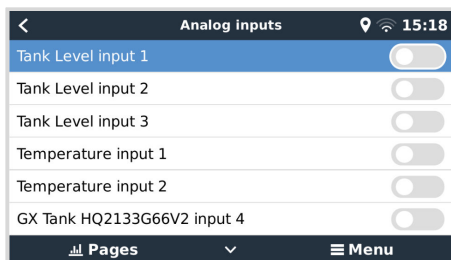 Analog inputs 15:18
Tank Level input 1
Tank Level input 2
Tank Level input 3
Temperature input 1
Temperature input 2
GX Tank HQ2133G66V2 input 4
Pages Menu